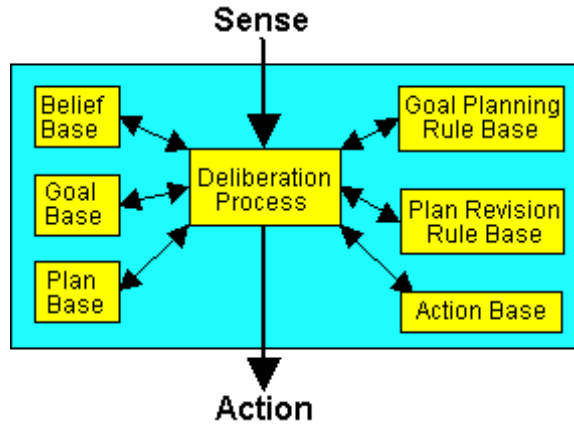 Sense
Belief
Base
Goal Planning
Rule Base
Deliberation
Process
Goal
Base
Plan Revision
Rule Base
Plan
Base
Action Base
Action